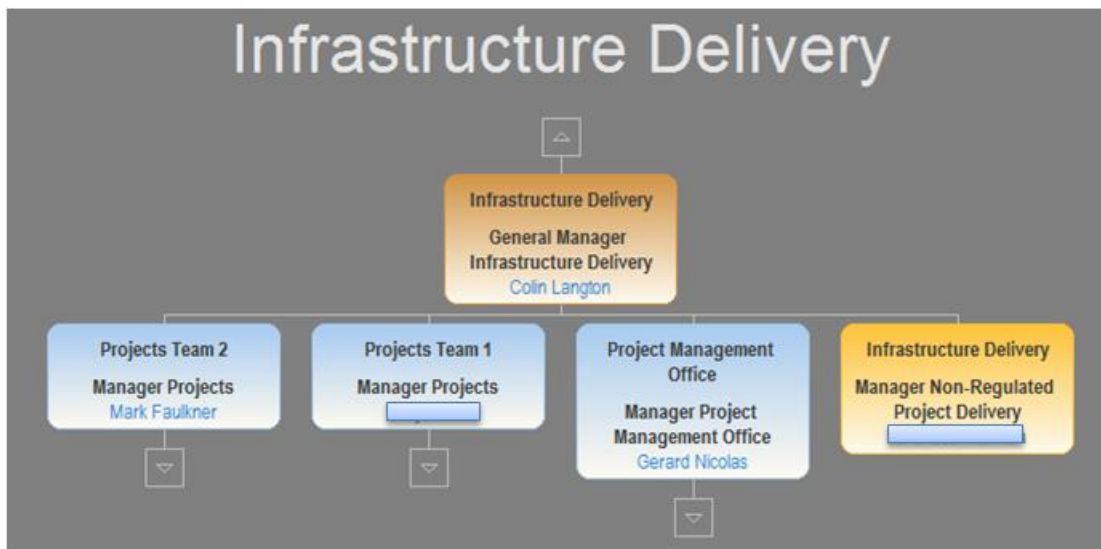 Infrastructure Delivery
Infrastructure Delivery
General Manager
Infrastructure Delivery
Colin Langton
Projects Team 2
Manager Projects
Mark Faulkner
Projects Team 1
Manager Projects
Project Management
Office
Manager Project
Management Office
Gerard Nicolas
Infrastructure Delivery
Manager Non-Regulated
Project Delivery